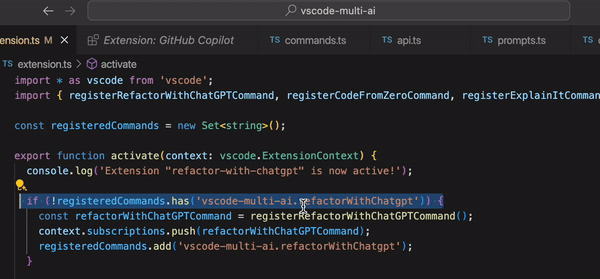 vscode-multi-ai
ension.ts M
Extension: GitHub Copilot
TS commands.ts
TS api.ts
TS prompts.ts
TS extension.ts > activate
import * as vscode from 'vscode';
import { registerRefactorWithChatGPTCommand, registerCodeFromZeroCommand, registerExplainItComman
const registeredCommands = new Set<string>();
export function activate(context: vscode.ExtensionContext) {
console.log('Extension "refactor-with-chatgpt" is now active!');
if (!registeredCommands.has('vscode-multi-ai.refactorWithChatgpt')) {
const refactorWithChatGPTCommand = registerRefactorWithChatGPTCommand();
context.subscriptions.push(refactorWithChatGPTCommand);
registeredCommands.add('vscode-multi-ai.refactorWithChatgpt');
}